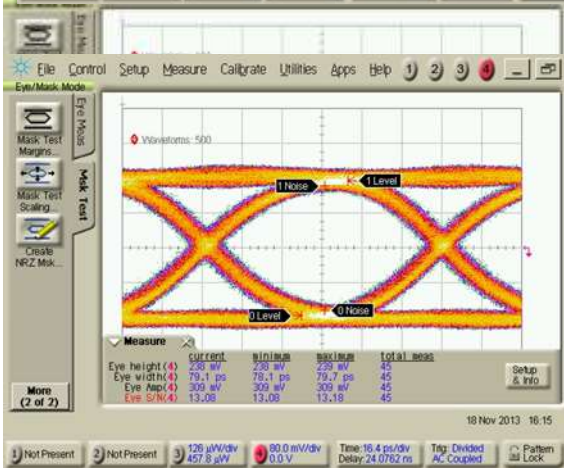 File Control Setup Measure Calibrate Utilities Apps Help 1 2 3 4
Eye/Mask Mode
Eye Meas
Waveforms: 500
Mask Test
Margins...
Msk Test
Mask Test
Scaling...
Create
NRZ Msk...
1 Noise
1 Level
0 Level
0 Noise
Measure
current minimum maximum total meas
Eye height(4) 238 mV 238 mV 239 mV 45
Eye width(4) 79.1 ps 78.1 ps 79.7 ps 45
Eye Amp(4) 309 mV 309 mV 309 mV 45
Eye S/N(4) 13.08 13.08 13.18 45
Setup
& Info
More
(2 of 2)
18 Nov 2013 16:15
1) Not Present 2) Not Present 3) 126 µW/div 4) 80.0 mV/div Time:16.4 ps/div Trig: Divided Pattern
457.8 µW 0.0 V Delay:24.0762 ns AC Coupled Lock